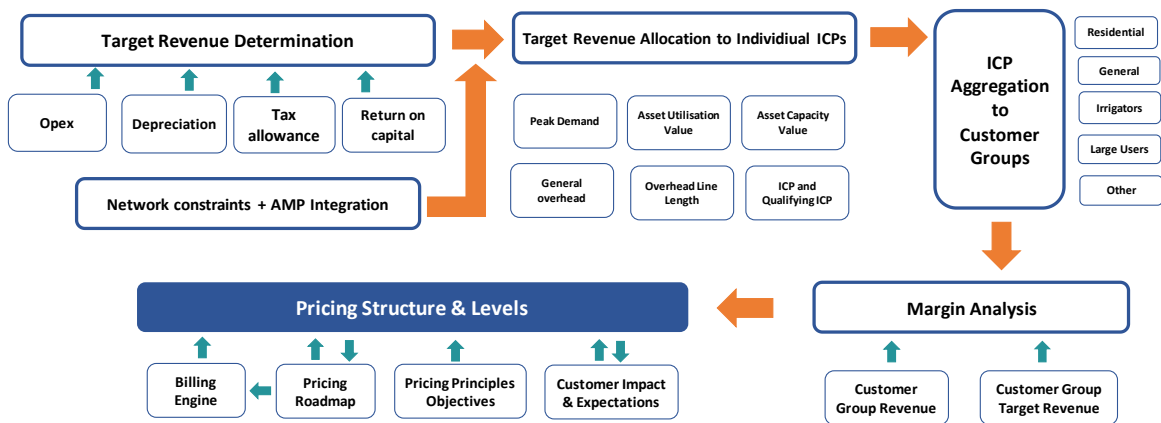 Target Revenue Determination
Opex
Depreciation
Tax
allowance
Return on
capital
Network constraints + AMP Integration
Target Revenue Allocation to Individiual ICPs
Peak Demand
Asset Utilisation
Value
Asset Capacity
Value
General
overhead
Overhead Line
Length
ICP and
Qualifying ICP
ICP
Aggregation
to
Customer
Groups
Residential
General
Irrigators
Large Users
Other
Pricing Structure & Levels
Billing
Engine
Pricing
Roadmap
Pricing Principles
Objectives
Customer Impact
& Expectations
Margin Analysis
Customer
Group Revenue
Customer Group
Target Revenue